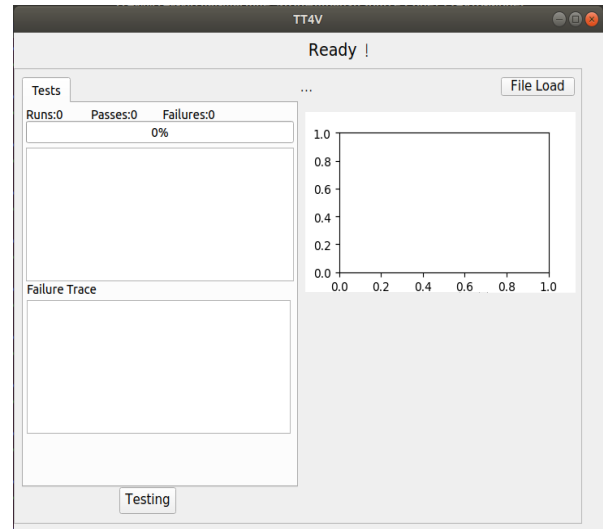 TT4V
Ready !
Tests
...
File Load
Runs:0 Passes:0 Failures:0
0%
Failure Trace
1.0
0.8
0.6
0.4
0.2
0.0
0.0 0.2 0.4 0.6 0.8 1.0
Testing